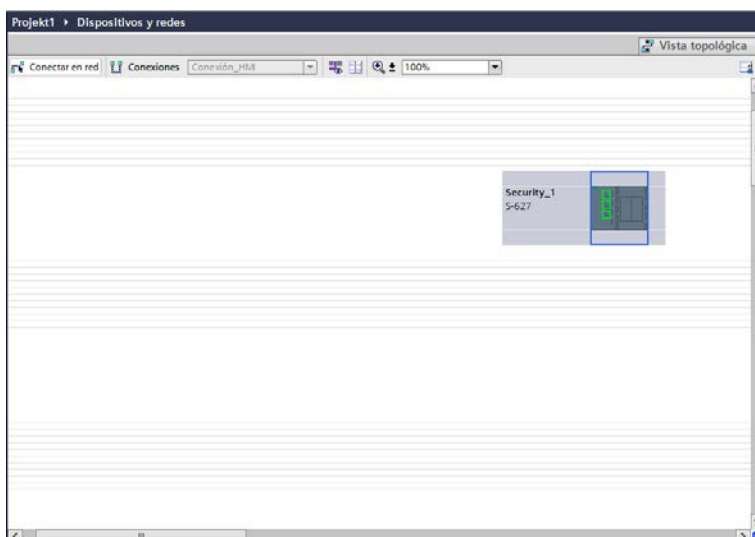 Projekt1 ▸ Dispositivos y redes
Vista topológica
Conectar en red Conexiones Conexión_HMI 100%
Security_1
S-627